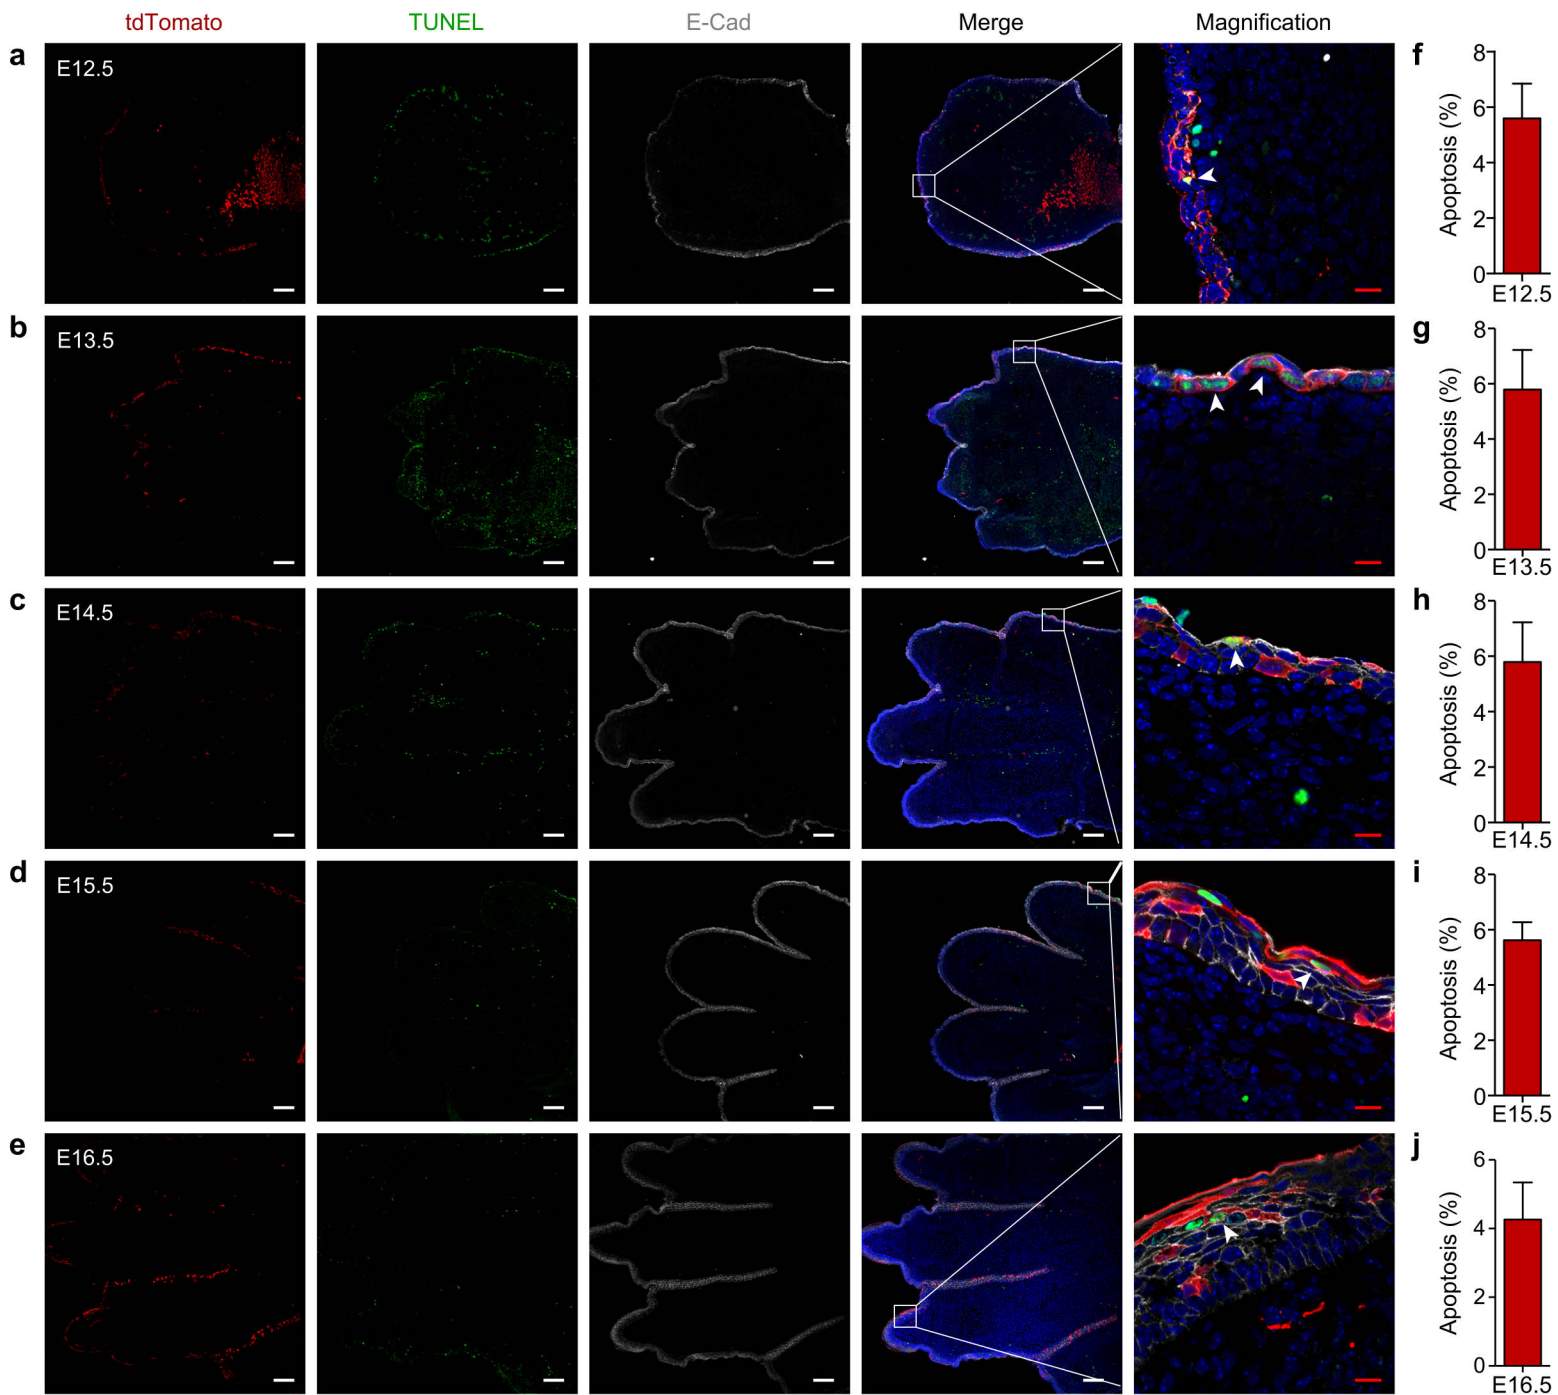 tdTomato TUNEL E-Cad Merge Magnification
a E12.5
f 8 6 4 2 0 Apoptosis (%) E12.5
b E13.5
g 8 6 4 2 0 Apoptosis (%) E13.5
c E14.5
h 8 6 4 2 0 Apoptosis (%) E14.5
d E15.5
i 8 6 4 2 0 Apoptosis (%) E15.5
e E16.5
j 6 4 2 0 Apoptosis (%) E16.5